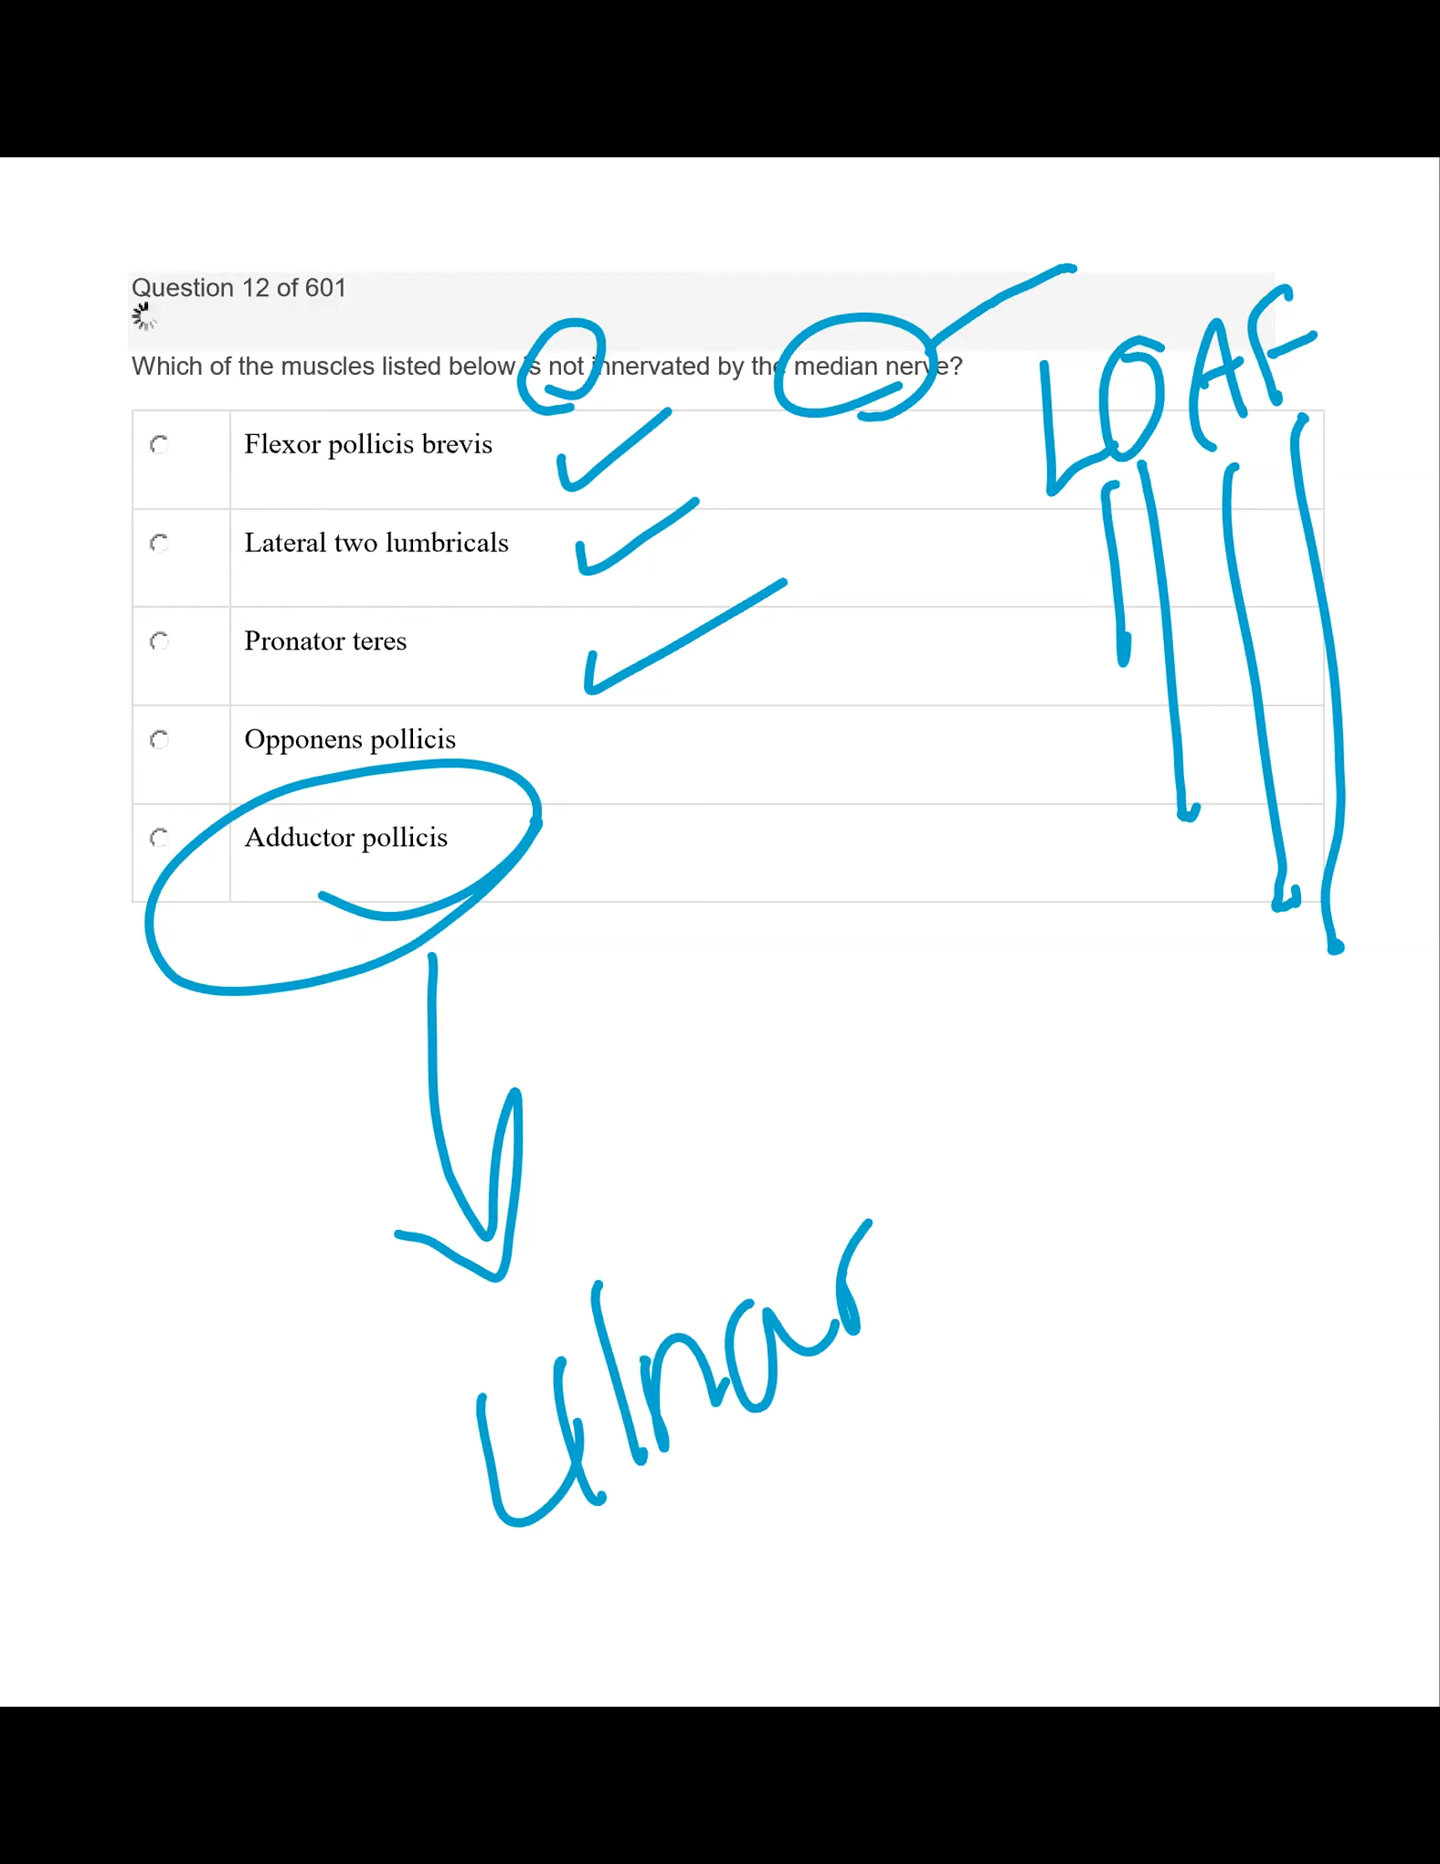 Question 12 of 601
Which of the muscles listed below is not innervated by the median nerve?
LOAF
Flexor pollicis brevis
Lateral two lumbricals
Pronator teres
Opponens pollicis
Adductor pollicis
Ulnar